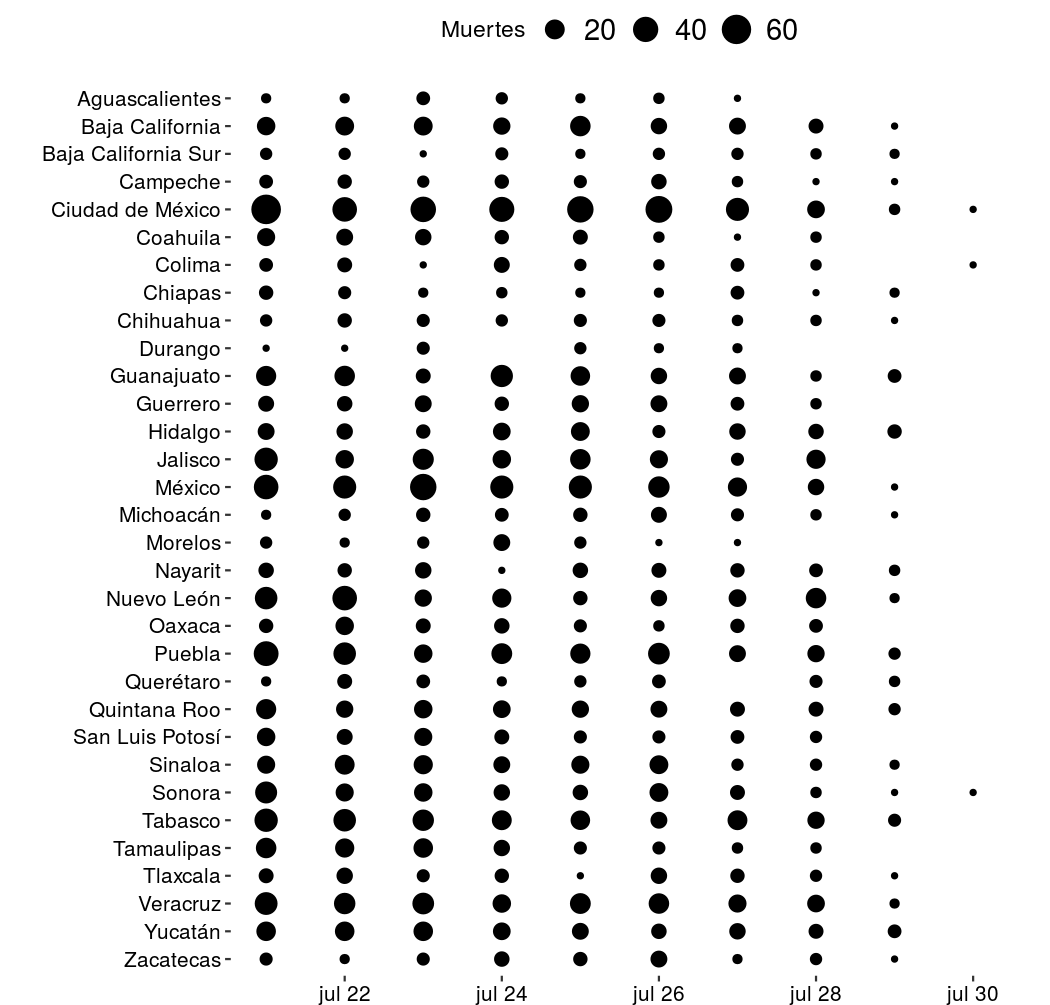 Muertes 20 40 60
Aguascalientes
Baja California
Baja California Sur
Campeche
Ciudad de México
Coahuila
Colima
Chiapas
Chihuahua
Durango
Guanajuato
Guerrero
Hidalgo
Jalisco
México
Michoacán
Morelos
Nayarit
Nuevo León
Oaxaca
Puebla
Querétaro
Quintana Roo
San Luis Potosí
Sinaloa
Sonora
Tabasco
Tamaulipas
Tlaxcala
Veracruz
Yucatán
Zacatecas
jul 22 jul 24 jul 26 jul 28 jul 30